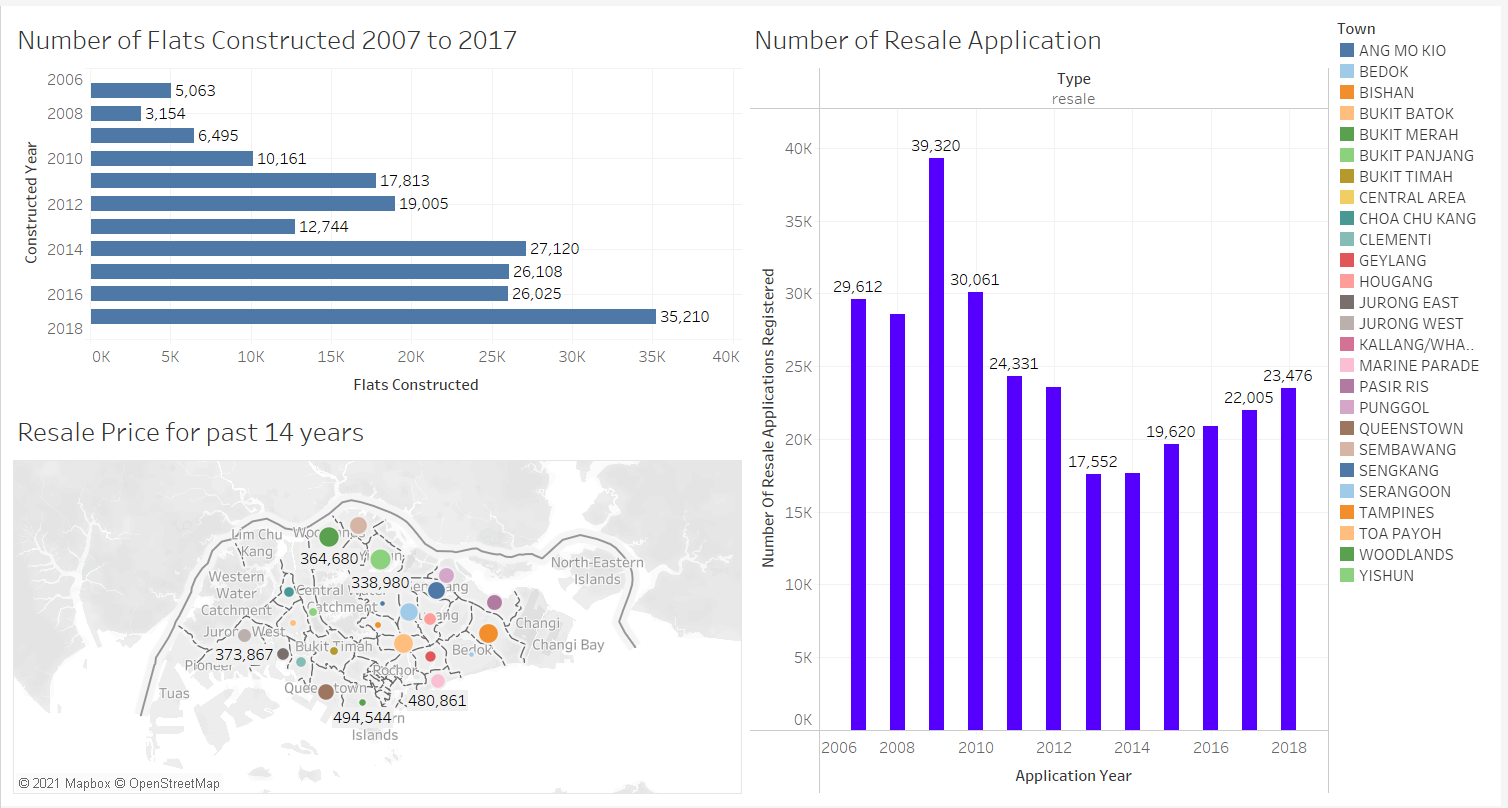 Number of Flats Constructed 2007 to 2017
Constructed Year
2006
5,063
2008
3,154
6,495
2010
10,161
17,813
2012
19,005
12,744
2014
27,120
26,108
2016
26,025
35,210
2018
0K 5K 10K 15K 20K 25K 30K 35K 40K
Flats Constructed
Resale Price for past 14 years
Lim Chu
Kang
364,680
338,980
North-Eastern
Islands
Western
Water
Catchment
Central Water
Catchment
Changi
Jurong West
Bukit Timah
Bedok
Changi Bay
373,867
Pioneer
Rochor
Tuas
Queenstown
480,861
494,544
Islands
© 2021 Mapbox © OpenStreetMap
Number of Resale Application
Type
resale
Number Of Resale Applications Registered
40K
35K
30K
25K
20K
15K
10K
5K
0K
29,612
39,320
30,061
24,331
17,552
19,620
22,005
23,476
2006 2008 2010 2012 2014 2016 2018
Application Year
Town
ANG MO KIO
BEDOK
BISHAN
BUKIT BATOK
BUKIT MERAH
BUKIT PANJANG
BUKIT TIMAH
CENTRAL AREA
CHOA CHU KANG
CLEMENTI
GEYLANG
HOUGANG
JURONG EAST
JURONG WEST
KALLANG/WHA..
MARINE PARADE
PASIR RIS
PUNGGOL
QUEENSTOWN
SEMBAWANG
SENGKANG
SERANGOON
TAMPINES
TOA PAYOH
WOODLANDS
YISHUN